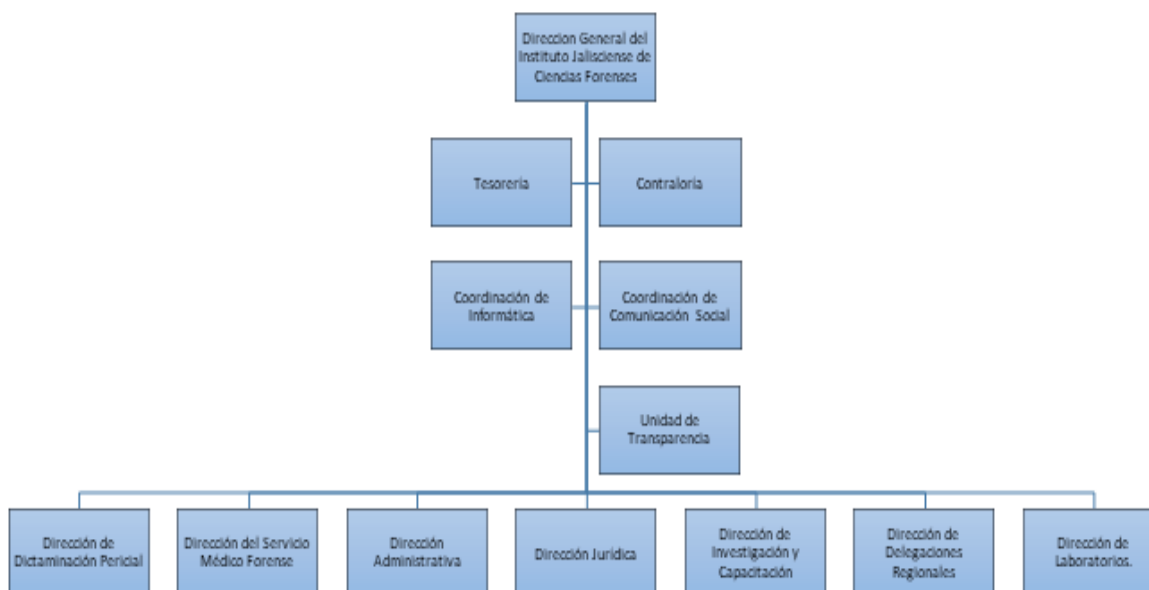 Direccion General del
Instituto Jalisciense de
Ciencias Forenses
Tesorería
Contraloría
Coordinación de
Informática
Coordinación de
Comunicación Social
Unidad de
Transparencia
Dirección de
Dictaminación Pericial
Dirección del Servicio
Médico Forense
Dirección
Administrativa
Dirección Jurídica
Dirección de
Investigación y
Capacitación
Dirección de
Delegaciones
Regionales
Dirección de
Laboratorios.